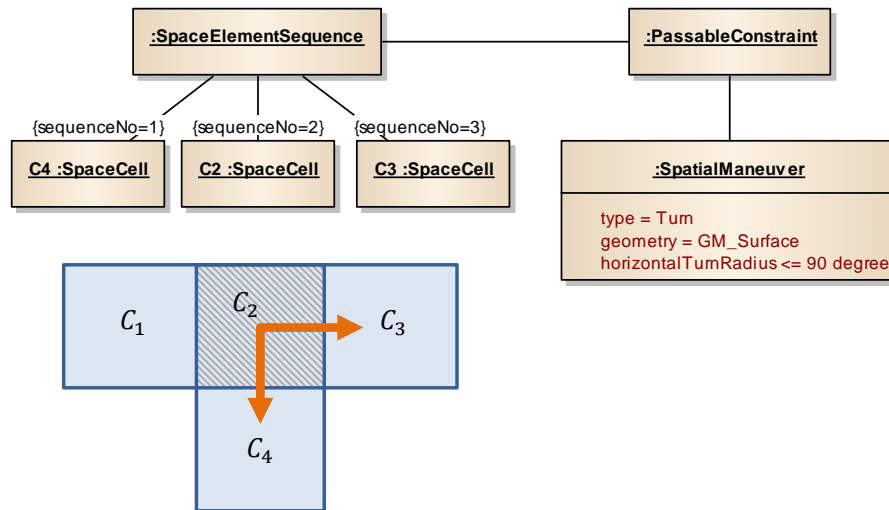 :SpaceElementSequence
:PassableConstraint
{sequenceNo=1}
{sequenceNo=2}
{sequenceNo=3}
C4 :SpaceCell
C2 :SpaceCell
C3 :SpaceCell
:SpatialManeuver
type = Turn
geometry = GM_Surface
horizontalTurnRadius <= 90 degree
C₁
C₂
C₃
C₄